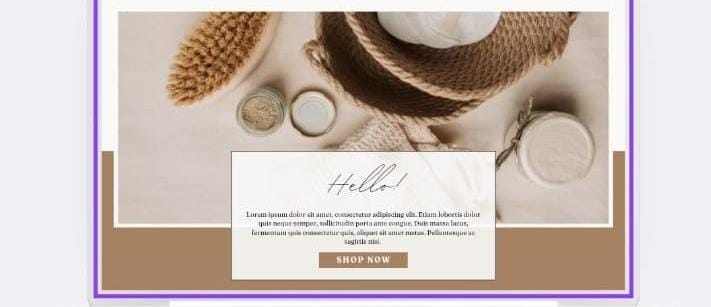 Hello!
Lorem ipsum dolor sit amet, consectetur adipiscing elit. Etiam lobortis dolor
quis neque semper, sollicitudin porta ante congue. Duis massa lacus,
fermentum quis consectetur quis, aliquet sit amet metus. Pellentesque ac
sagittis nisi.
SHOP NOW